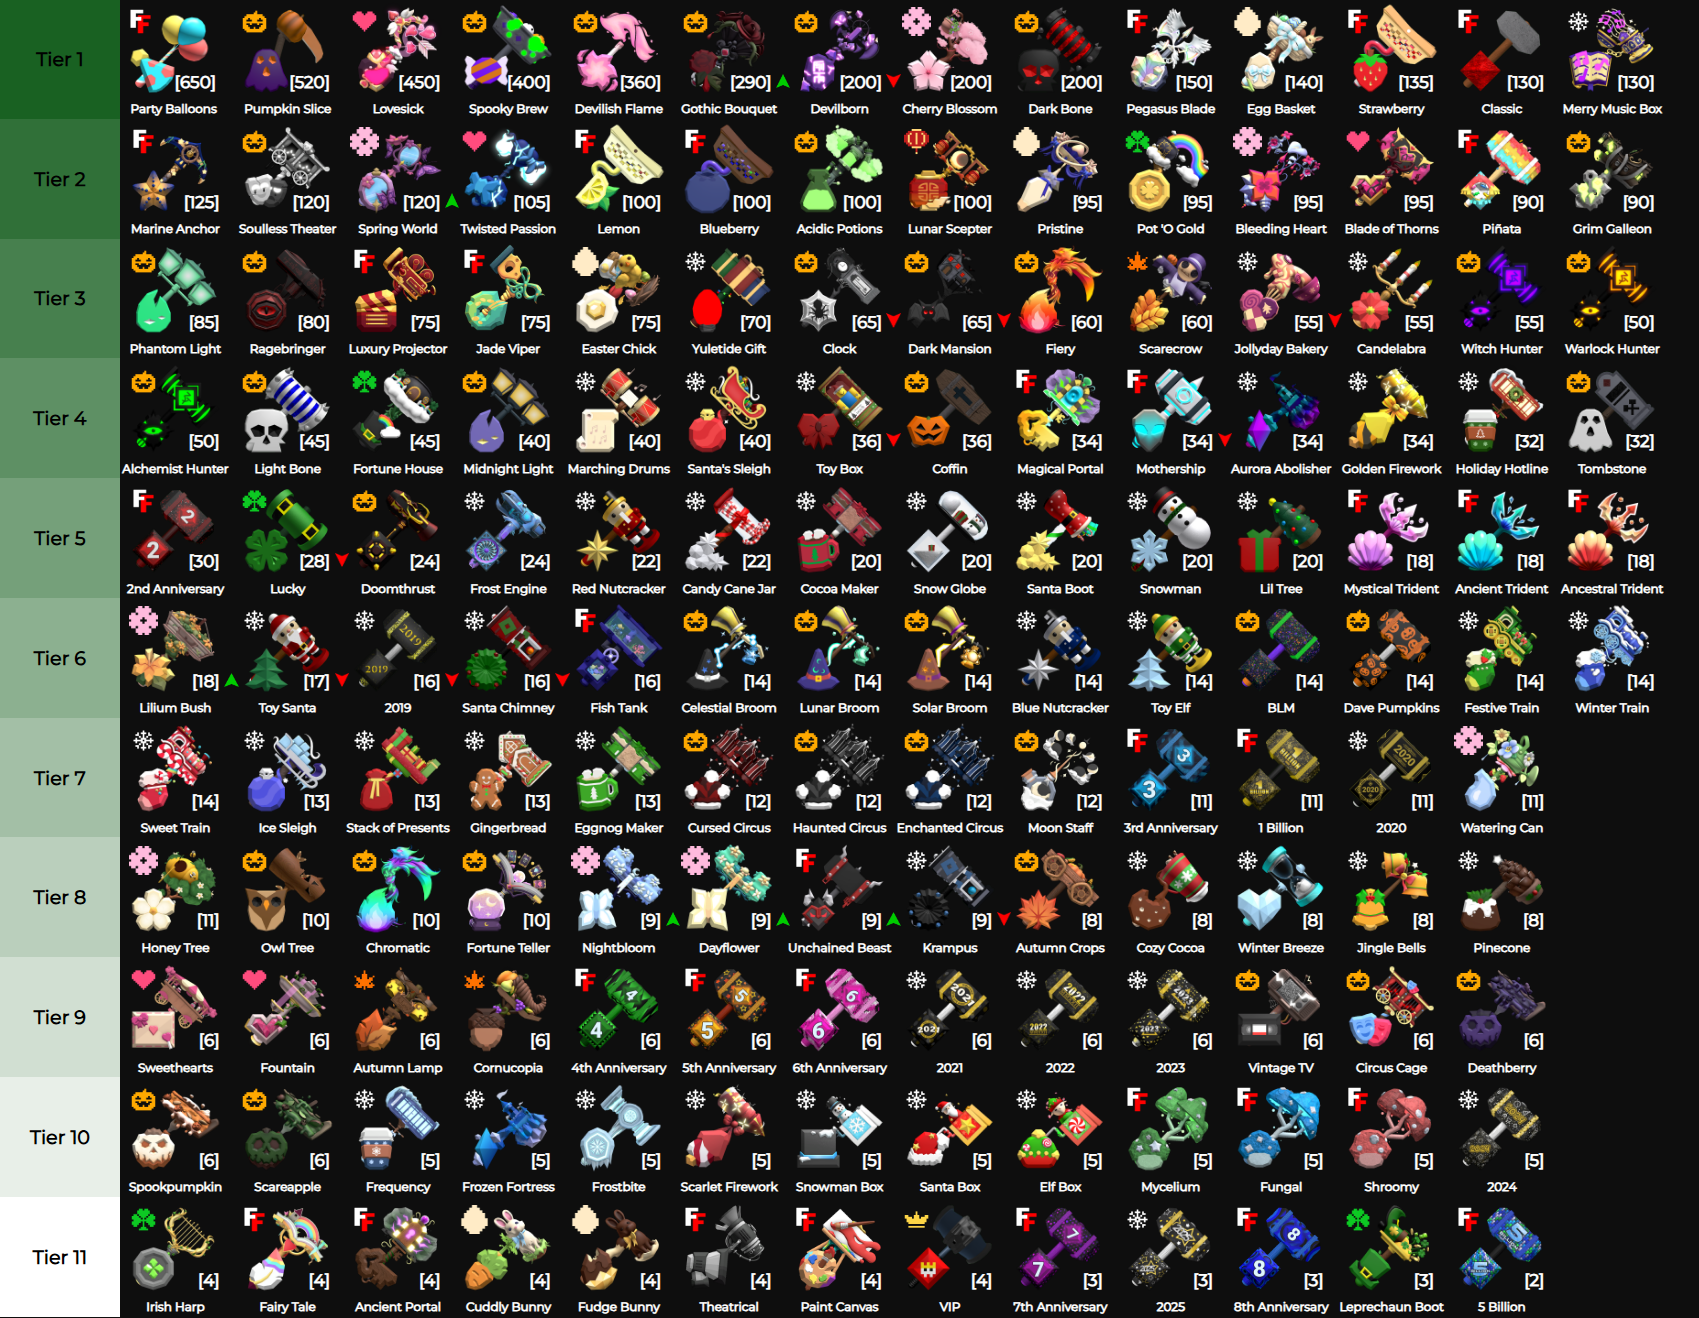 Tier 1
[650] [520] [450] [400] [360] [290] [200] [200] [200] [150] [140] [135] [130] [130]
Party Balloons Pumpkin Slice Lovesick Spooky Brew Devilish Flame Gothic Bouquet Devilborn Cherry Blossom Dark Bone Pegasus Blade Egg Basket Strawberry Classic Merry Music Box
Tier 2
[125] [120] [120] [105] [100] [100] [100] [100] [95] [95] [95] [95] [90] [90]
Marine Anchor Soulless Theater Spring World Twisted Passion Lemon Blueberry Acidic Potions Lunar Scepter Pristine Pot 'O Gold Bleeding Heart Blade of Thorns Piñata Grim Galleon
Tier 3
[85] [80] [75] [75] [75] [70] [65] [65] [60] [60] [55] [55] [55] [50]
Phantom Light Ragebringer Luxury Projector Jade Viper Easter Chick Yuletide Gift Clock Dark Mansion Fiery Scarecrow Jollyday Bakery Candelabra Witch Hunter Warlock Hunter
Tier 4
[50] [45] [45] [40] [40] [40] [36] [36] [34] [34] [34] [34] [32] [32]
Alchemist Hunter Light Bone Fortune House Midnight Light Marching Drums Santa's Sleigh Toy Box Coffin Magical Portal Mothership Aurora Abolisher Golden Firework Holiday Hotline Tombstone
Tier 5
[30] [28] [24] [24] [22] [22] [20] [20] [20] [20] [20] [18] [18] [18]
2nd Anniversary Lucky Doomthrust Frost Engine Red Nutcracker Candy Cane Jar Cocoa Maker Snow Globe Santa Boot Snowman Lil Tree Mystical Trident Ancient Trident Ancestral Trident
Tier 6
[18] [17] [16] [16] [16] [14] [14] [14] [14] [14] [14] [14] [14] [14]
Lilium Bush Toy Santa 2019 Santa Chimney Fish Tank Celestial Broom Lunar Broom Solar Broom Blue Nutcracker Toy Elf BLM Dave Pumpkins Festive Train Winter Train
Tier 7
[14] [13] [13] [13] [13] [12] [12] [12] [12] [11] [11] [11] [11]
Sweet Train Ice Sleigh Stack of Presents Gingerbread Eggnog Maker Cursed Circus Haunted Circus Enchanted Circus Moon Staff 3rd Anniversary 1 Billion 2020 Watering Can
Tier 8
[11] [10] [10] [10] [9] [9] [9] [9] [8] [8] [8] [8] [8]
Honey Tree Owl Tree Chromatic Fortune Teller Nightbloom Dayflower Unchained Beast Krampus Autumn Crops Cozy Cocoa Winter Breeze Jingle Bells Pinecone
Tier 9
[6] [6] [6] [6] [6] [6] [6] [6] [6] [6] [6] [6] [6]
Sweethearts Fountain Autumn Lamp Cornucopia 4th Anniversary 5th Anniversary 6th Anniversary 2021 2022 2023 Vintage TV Circus Cage Deathberry
Tier 10
[6] [6] [5] [5] [5] [5] [5] [5] [5] [5] [5] [5] [5]
Spookpumpkin Scareapple Frequency Frozen Fortress Frostbite Scarlet Firework Snowman Box Santa Box Elf Box Mycelium Fungal Shroomy 2024
Tier 11
[4] [4] [4] [4] [4] [4] [4] [4] [3] [3] [3] [3] [2]
Irish Harp Fairy Tale Ancient Portal Cuddly Bunny Fudge Bunny Theatrical Paint Canvas VIP 7th Anniversary 2025 8th Anniversary Leprechaun Boot 5 Billion